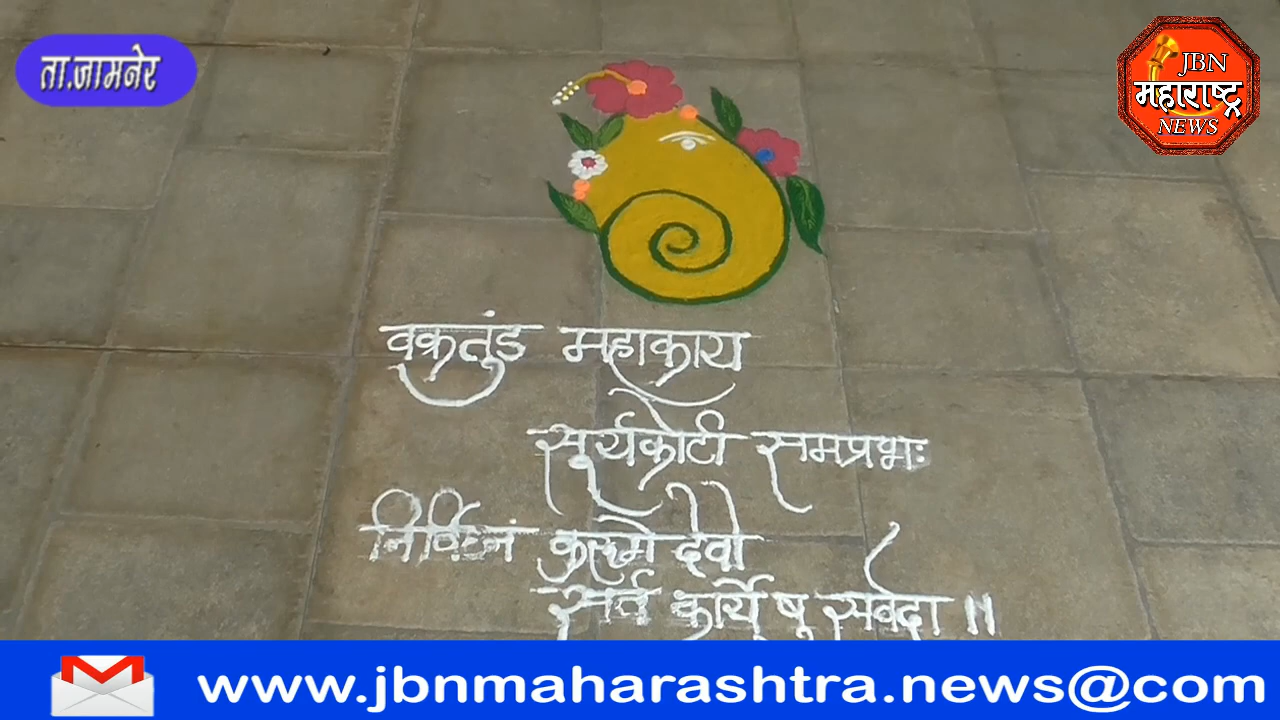 ता.जामनेर
JBN
महाराष्ट्र
NEWS
वक्रतुंड महाकाय
सूर्यकोटी समप्रभः
निर्विघ्नं कुरूमे देवो
सर्व कार्येषु सर्वदा ॥
www.jbnmaharashtra.news@com